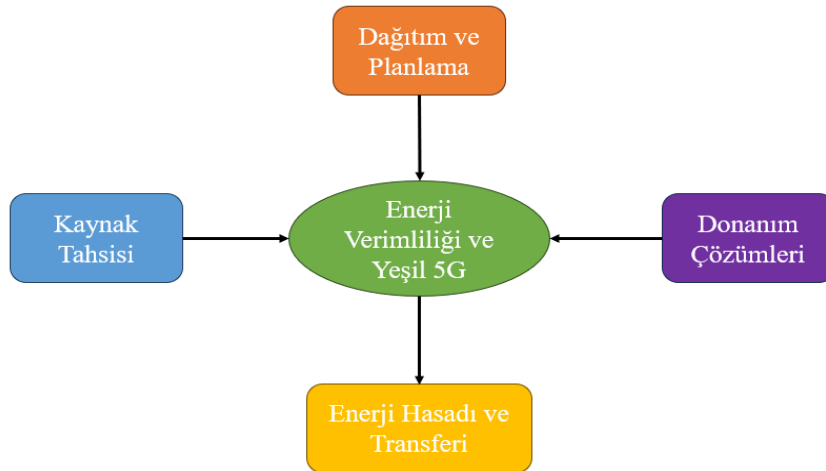 Dağıtım ve
Planlama
Kaynak
Tahsisi
Enerji
Verimliliği ve
Yeşil 5G
Donanım
Çözümleri
Enerji Hasadı ve
Transferi